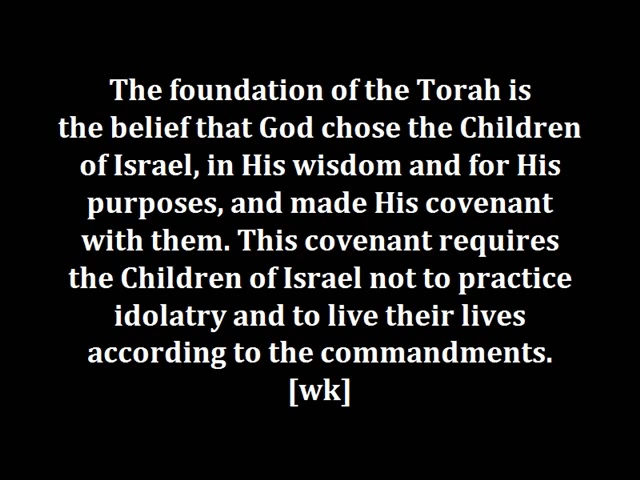 The foundation of the Torah is
the belief that God chose the Children
of Israel, in His wisdom and for His
purposes, and made His covenant
with them. This covenant requires
the Children of Israel not to practice
idolatry and to live their lives
according to the commandments.
[wk]